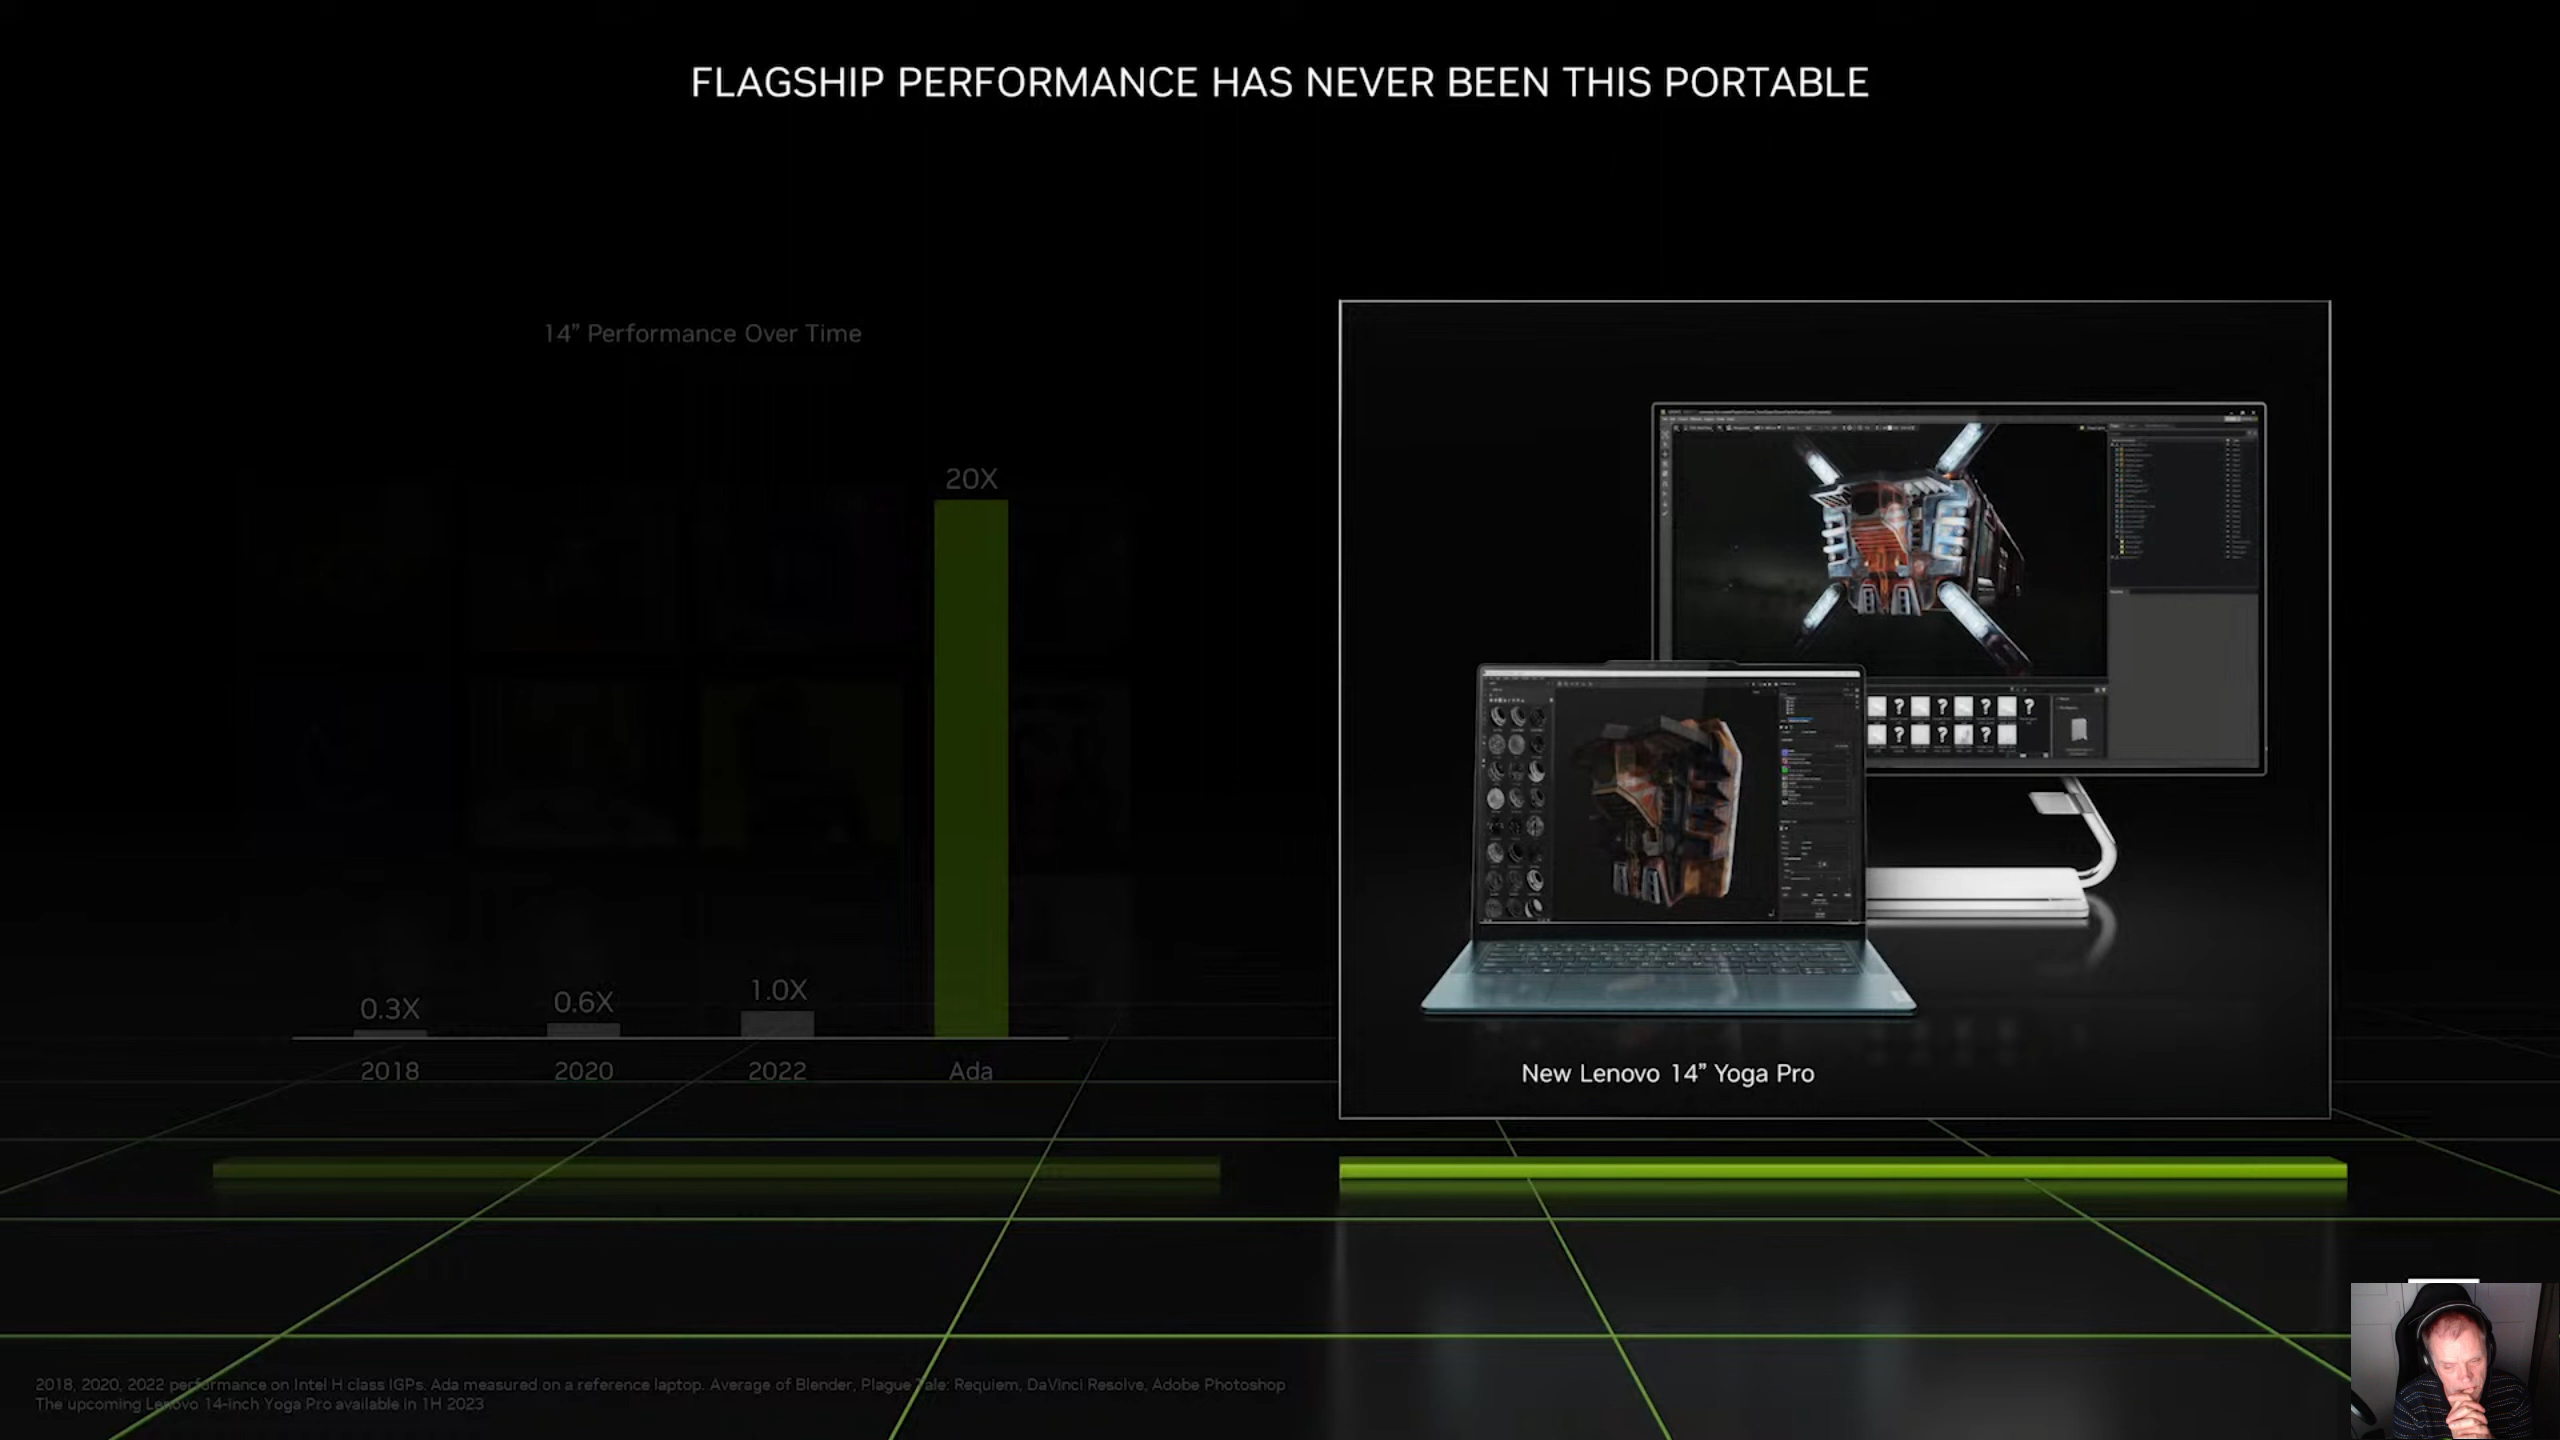 FLAGSHIP PERFORMANCE HAS NEVER BEEN THIS PORTABLE
14” Performance Over Time
20X
0.3X
0.6X
1.0X
2018
2020
2022
Ada
New Lenovo 14” Yoga Pro
2018, 2020, 2022 performance on Intel H class IGPs. Ada measured on a reference laptop. Average of Blender, Plague Tale: Requiem, DaVinci Resolve, Adobe Photoshop
The upcoming Lenovo 14-inch Yoga Pro available in 1H 2023